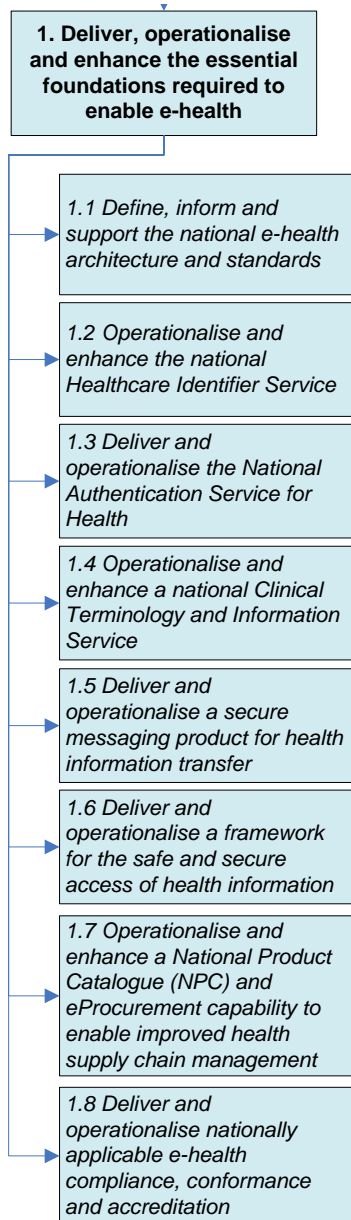 1. Deliver, operationalise
and enhance the essential
foundations required to
enable e-health
1.1 Define, inform and
support the national e-health
architecture and standards
1.2 Operationalise and
enhance the national
Healthcare Identifier Service
1.3 Deliver and
operationalise the National
Authentication Service for
Health
1.4 Operationalise and
enhance a national Clinical
Terminology and Information
Service
1.5 Deliver and
operationalise a secure
messaging product for health
information transfer
1.6 Deliver and
operationalise a framework
for the safe and secure
access of health information
1.7 Operationalise and
enhance a National Product
Catalogue (NPC) and
eProcurement capability to
enable improved health
supply chain management
1.8 Deliver and
operationalise nationally
applicable e-health
compliance, conformance
and accreditation